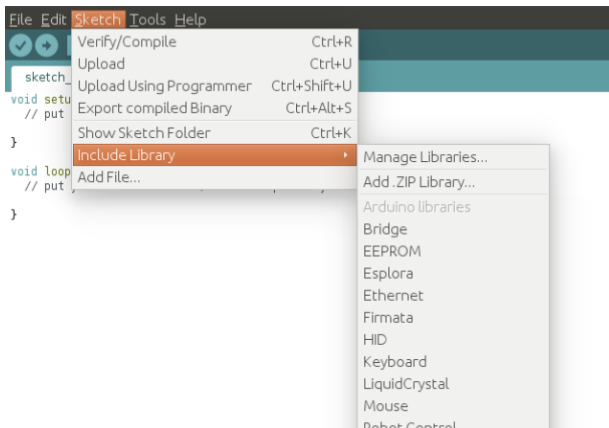 File Edit Sketch Tools Help
Verify/Compile Ctrl+R
Upload Ctrl+U
Upload Using Programmer Ctrl+Shift+U
Export compiled Binary Ctrl+Alt+S
Show Sketch Folder Ctrl+K
Include Library
Add File...
sketch_
void setu
// put
}
void loop
// put
}
Manage Libraries...
Add .ZIP Library...
Arduino libraries
Bridge
EEPROM
Esplora
Ethernet
Firmata
HID
Keyboard
LiquidCrystal
Mouse
Robot Control